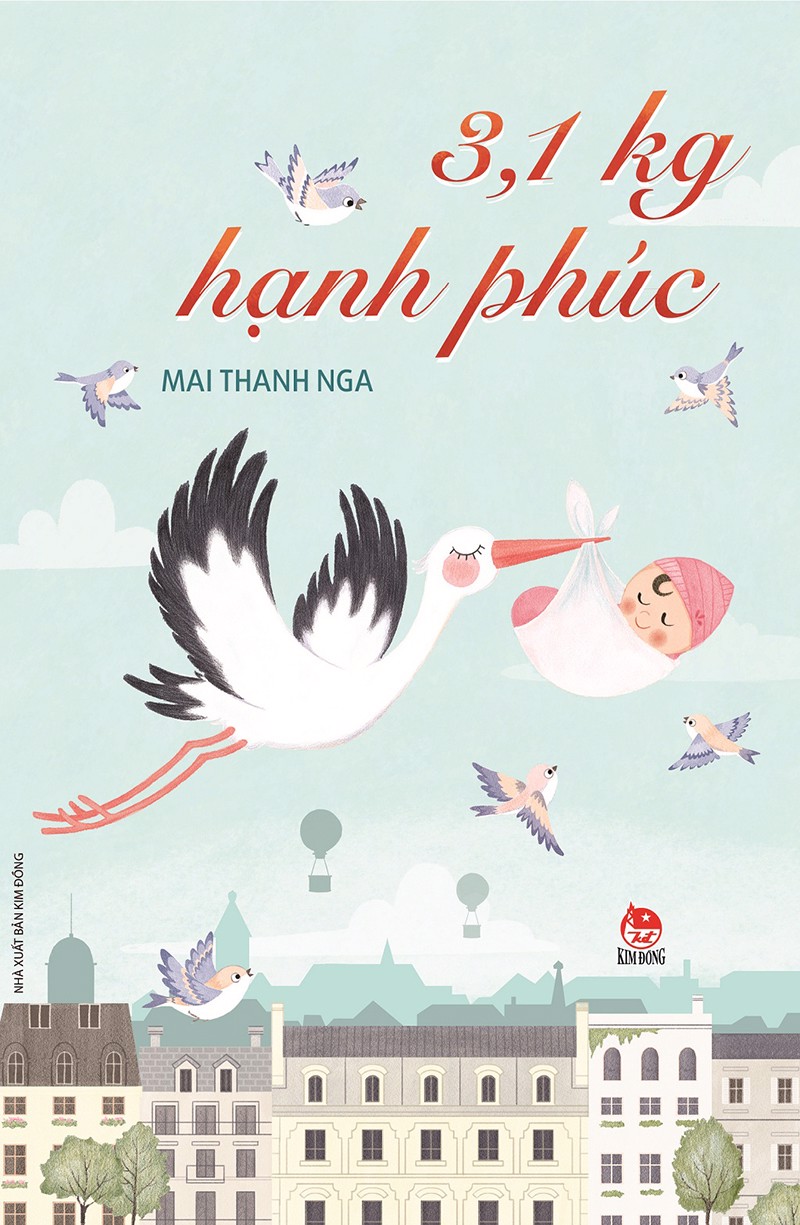 3,1 kg
hạnh phúc
MAI THANH NGA
NHÀ XUẤT BẢN KIM ĐỒNG
KIM ĐỒNG